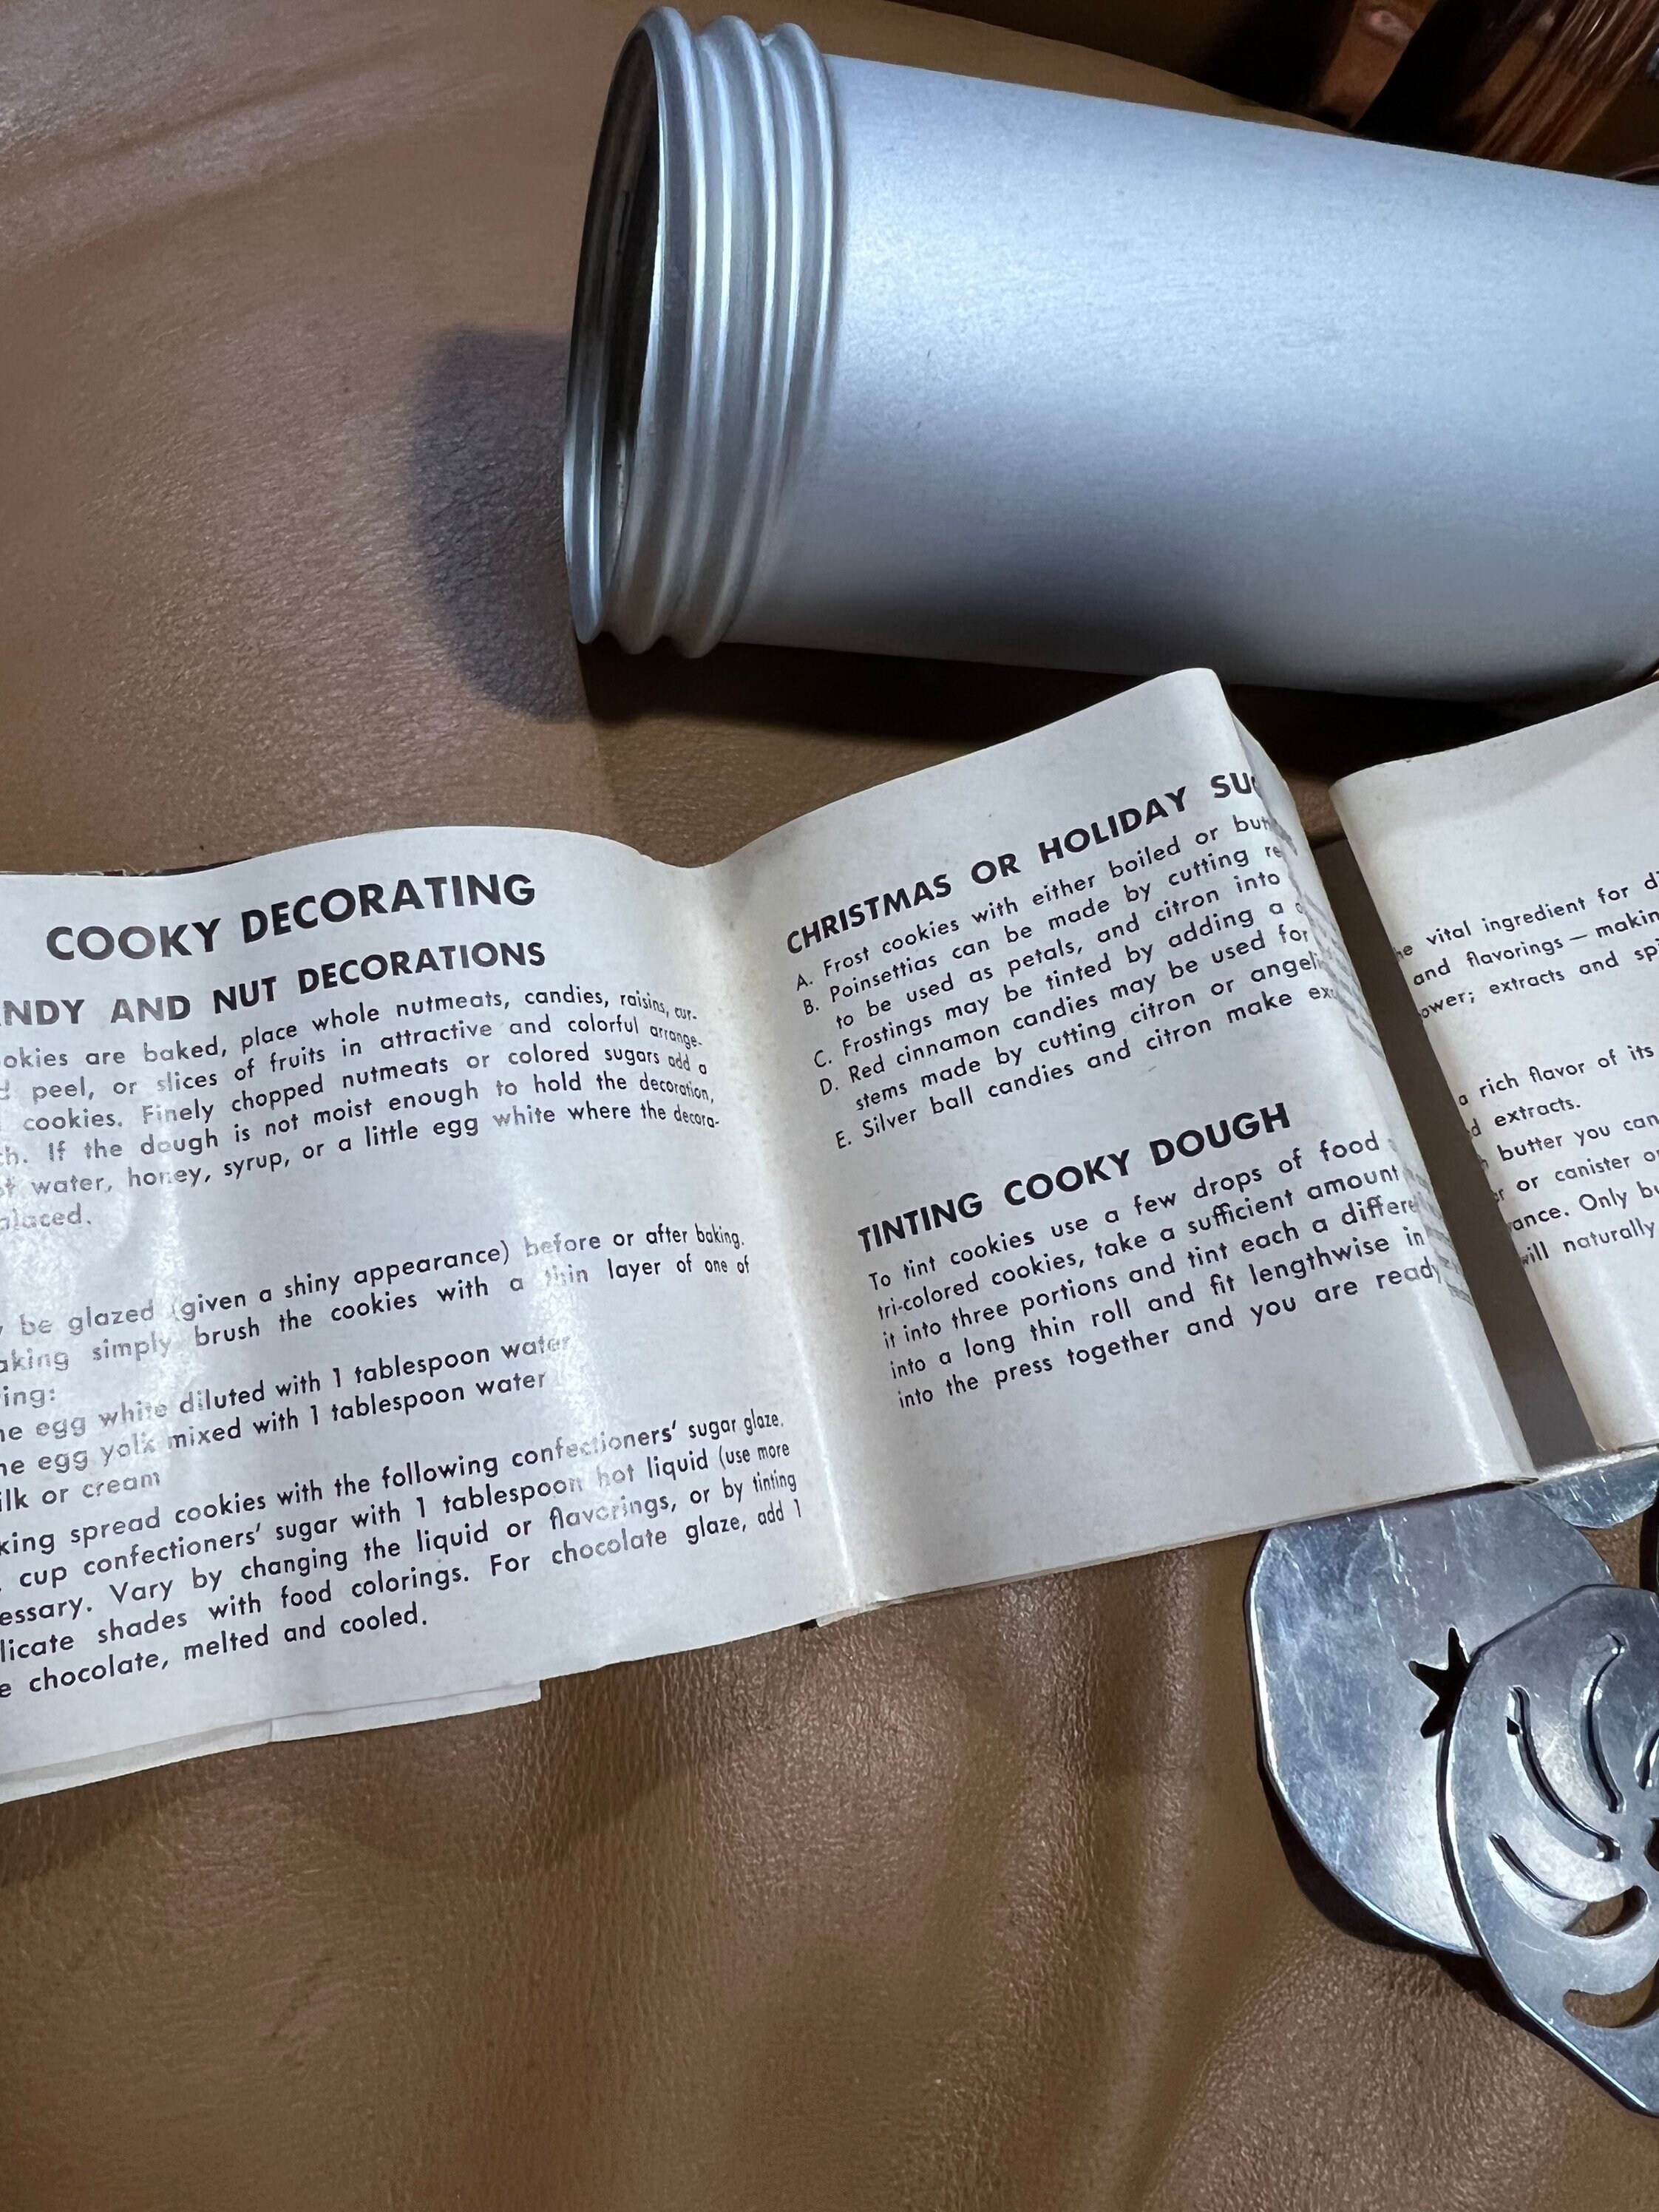 COOKY DECORATING
AND NUT DECORATIONS
are baked, place whole nutmeats, candies, raisins, cur-
peel, or slices of fruits in attractive and colorful arrange-
cookies. Finely chopped nutmeats or colored sugars add a
If the dough is not moist enough to hold the decoration,
water, honey, syrup, or a little egg white where the decora-
be glazed (given a shiny appearance) before or after baking.
simply brush the cookies with a thin layer of one of
egg white diluted with 1 tablespoon water
egg yolk mixed with 1 tablespoon water
or cream
spread cookies with the following confectioners' sugar glaze.
cup confectioners' sugar with 1 tablespoon hot liquid (use more
Vary by changing the liquid or flavorings, or by tinting
shades with food colorings. For chocolate glaze, add 1
chocolate, melted and cooled.
CHRISTMAS OR HOLIDAY
A. Frost cookies with either boiled or
B. Poinsettias can be made by cutting
to be used as petals, and citron into
C. Frostings may be tinted by adding a
D. Red cinnamon candies may be used for
stems made by cutting citron or
E. Silver ball candies and citron make
TINTING COOKY DOUGH
To tint cookies use a few drops of food
tri-colored cookies, take a sufficient amount
it into three portions and tint each a
into a long thin roll and fit lengthwise in
into the press together and you are ready
vital ingredient for
and flavorings —
extracts and
a rich flavor of its
extracts.
butter you can
or canister
Only
naturally